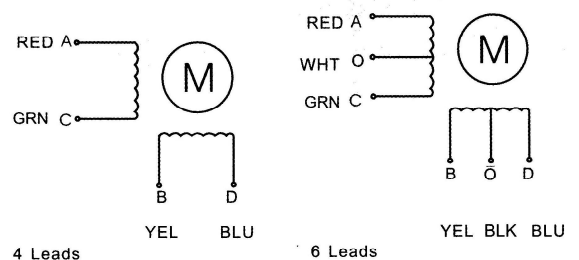 RED A
M
GRN C
B D
YEL BLU
4 Leads
RED A
WHT O
M
GRN C
B O̅ D
YEL BLK BLU
6 Leads